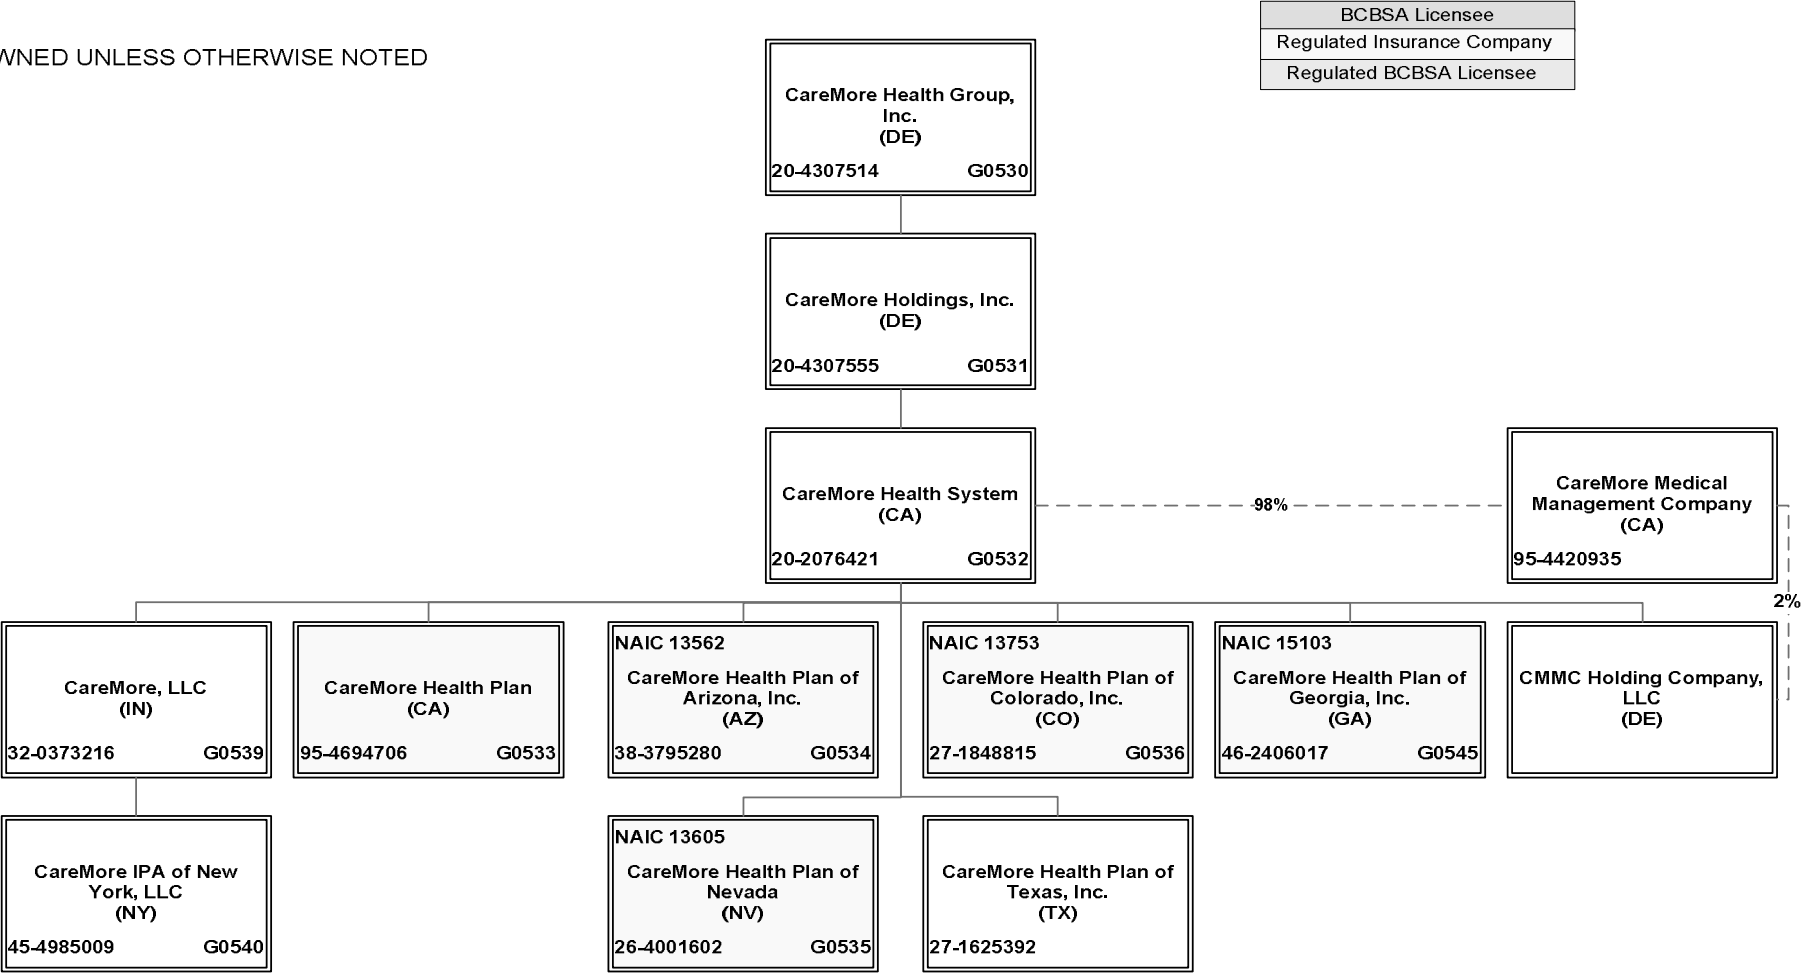 BCBSA Licensee
Regulated Insurance Company
Regulated BCBSA Licensee
WNED UNLESS OTHERWISE NOTED
CareMore Health Group,
Inc.
(DE)
20-4307514 G0530
CareMore Holdings, Inc.
(DE)
20-4307555 G0531
CareMore Health System
(CA)
20-2076421 G0532
98%
CareMore Medical
Management Company
(CA)
95-4420935
2%
CareMore, LLC
(IN)
32-0373216 G0539
CareMore Health Plan
(CA)
95-4694706 G0533
NAIC 13562
CareMore Health Plan of
Arizona, Inc.
(AZ)
38-3795280 G0534
NAIC 13753
CareMore Health Plan of
Colorado, Inc.
(CO)
27-1848815 G0536
NAIC 15103
CareMore Health Plan of
Georgia, Inc.
(GA)
46-2406017 G0545
CMMC Holding Company,
LLC
(DE)
CareMore IPA of New
York, LLC
(NY)
45-4985009 G0540
NAIC 13605
CareMore Health Plan of
Nevada
(NV)
26-4001602 G0535
CareMore Health Plan of
Texas, Inc.
(TX)
27-1625392